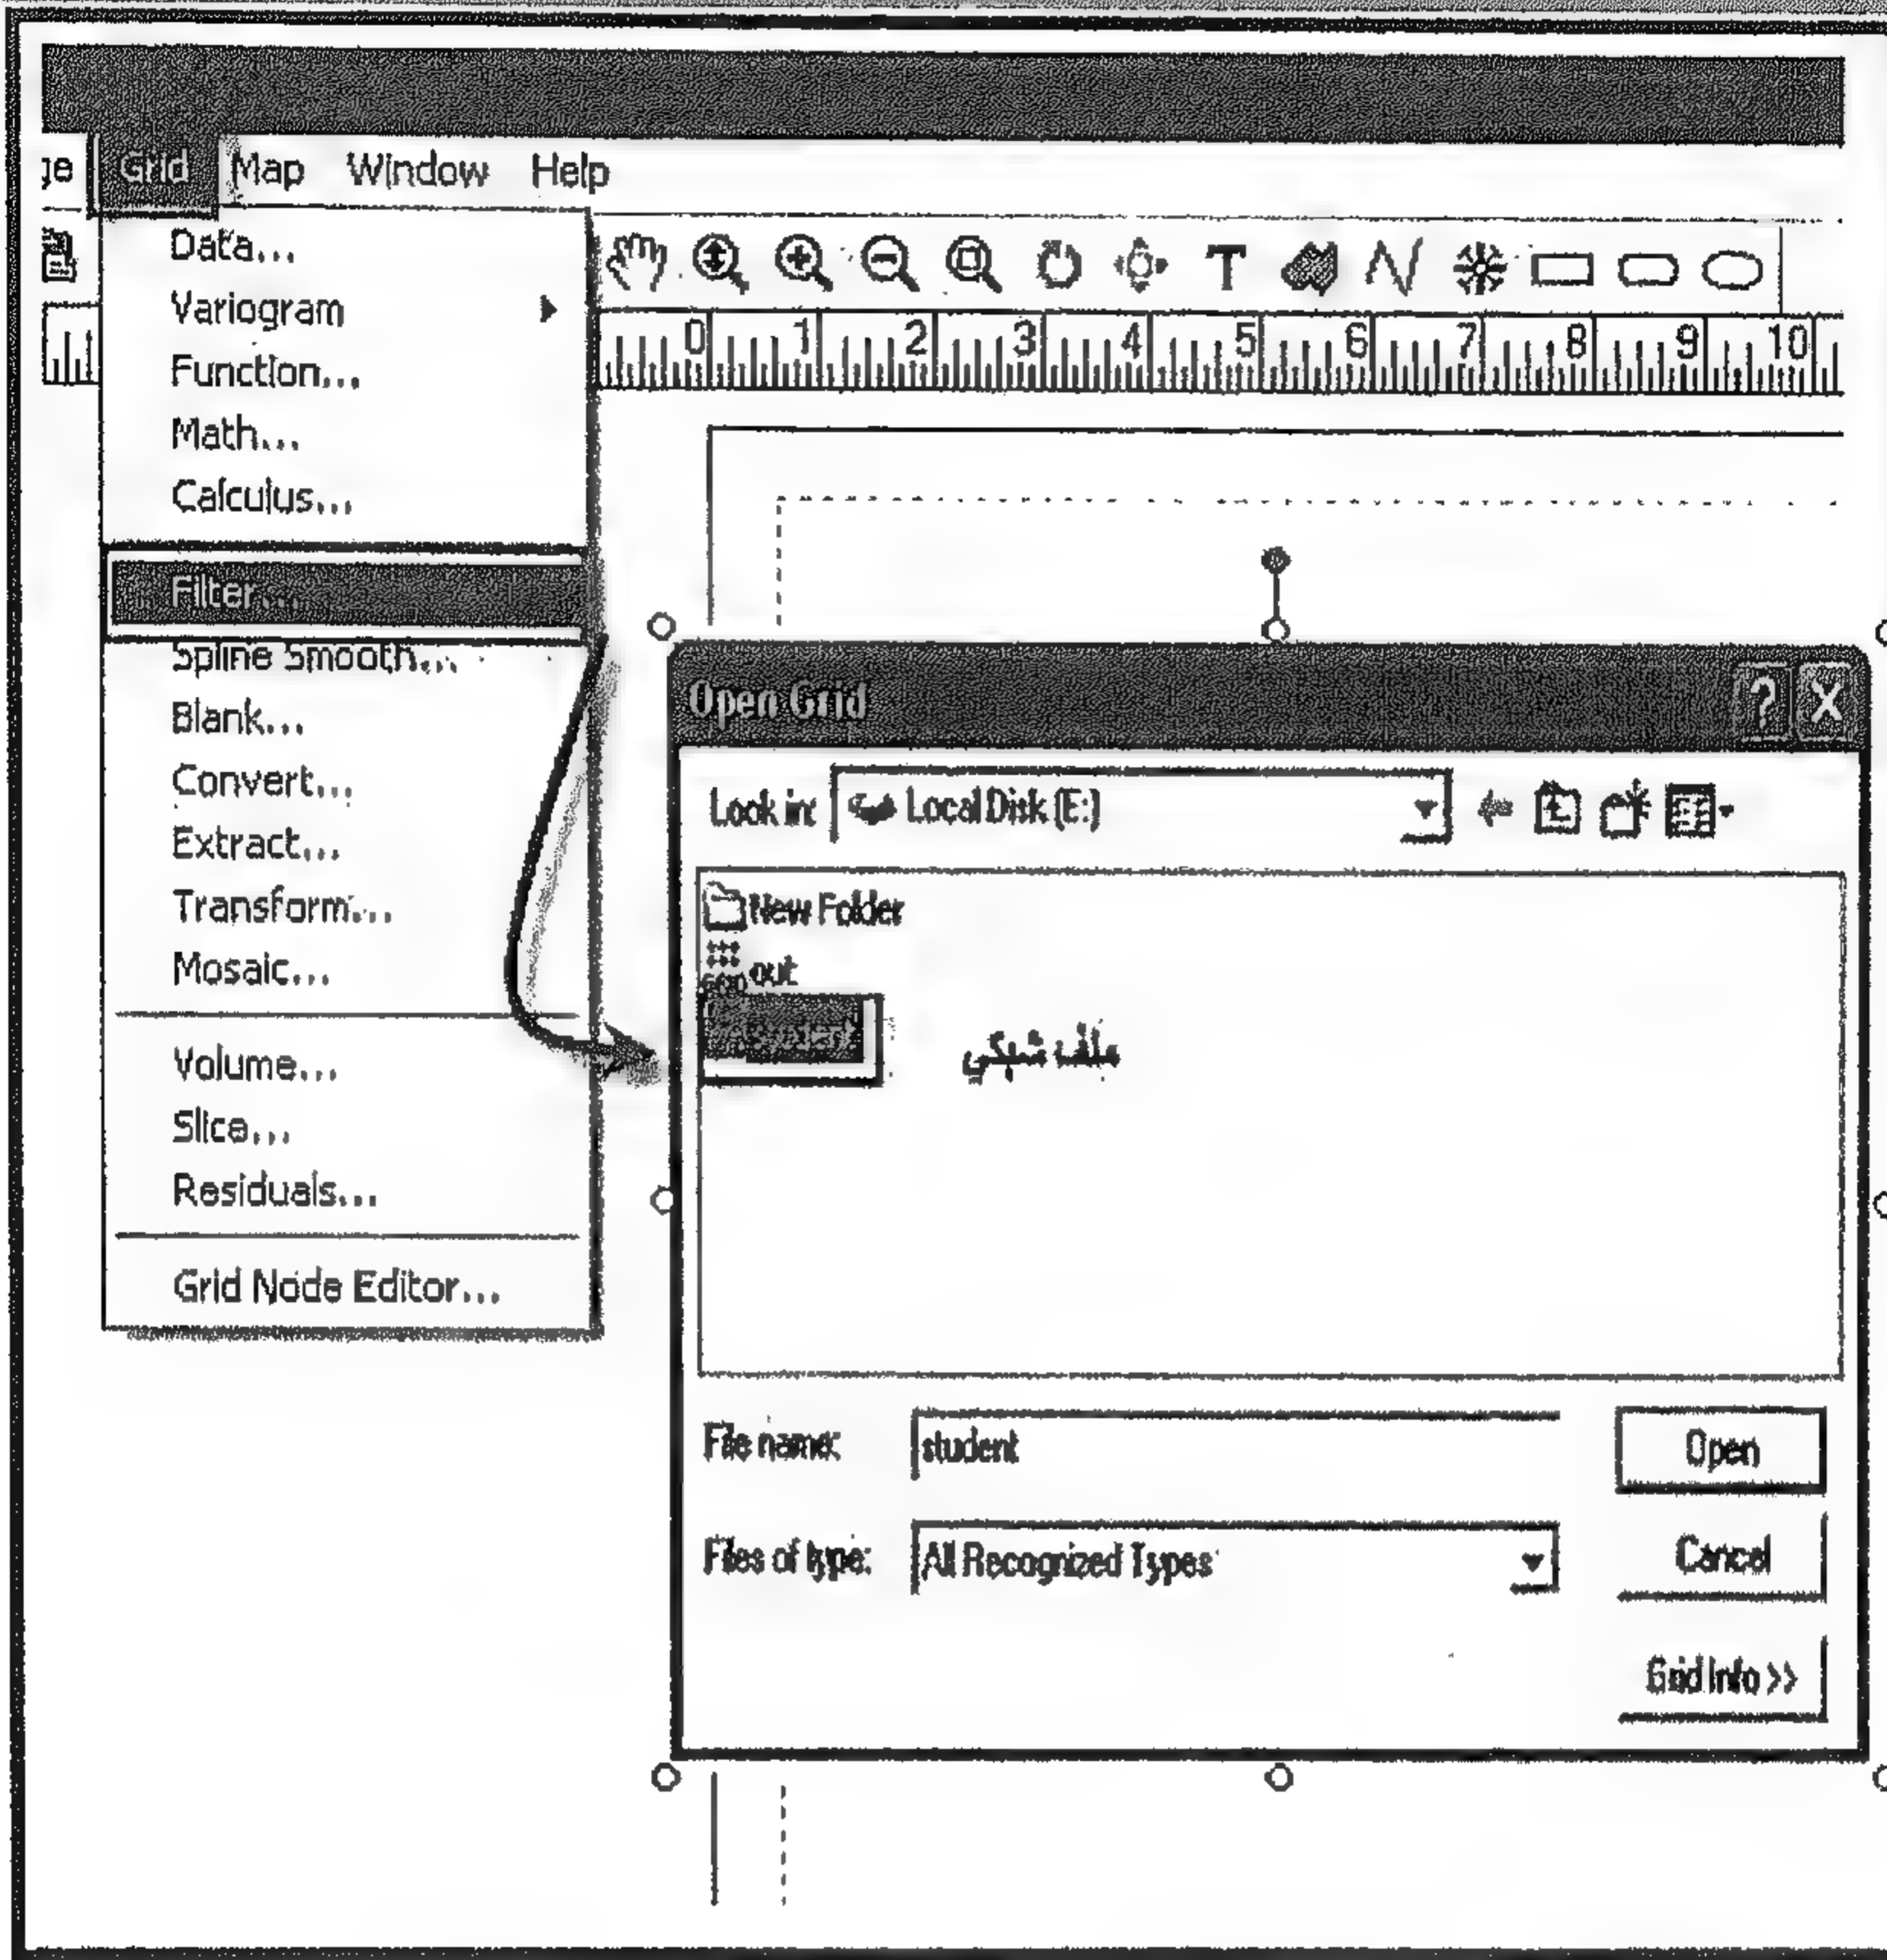 ge Grid Map Window Help
Data...
Variogram
Function...
Math...
Calculus...
Filter...
Spline Smooth...
Blank...
Convert...
Extract...
Transform...
Mosaic...
Volume...
Slice...
Residuals...
Grid Node Editor...
T
0 1 2 3 4 5 6 7 8 9 10
Open Grid ? X
Look in: Local Disk (E:)
New Folder
out
ملف شبكي
File name: student Open
Files of type: All Recognized Types Cancel
Grid Info >>